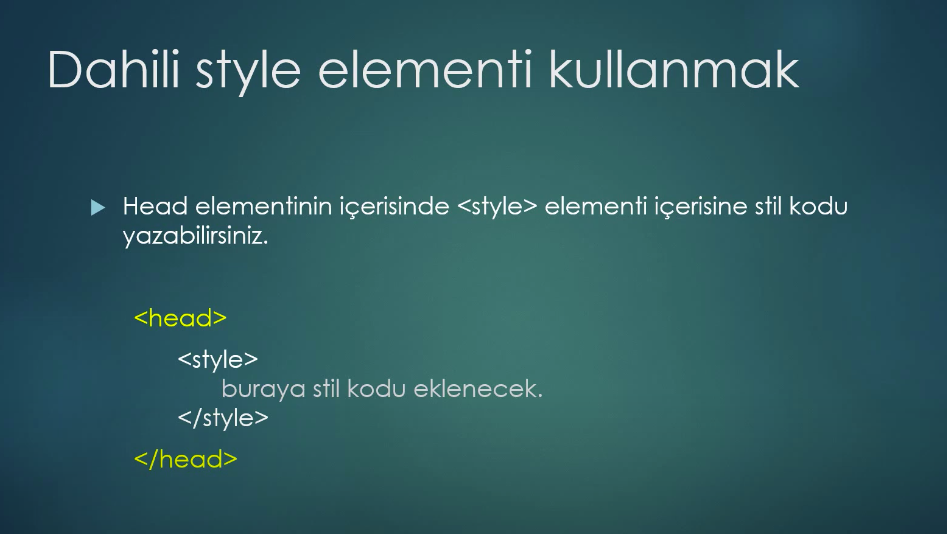 Dahili style elementi kullanmak
Head elementinin içerisinde <style> elementi içerisine stil kodu
yazabilirsiniz.
<head>
<style>
buraya stil kodu eklenecek.
</style>
</head>